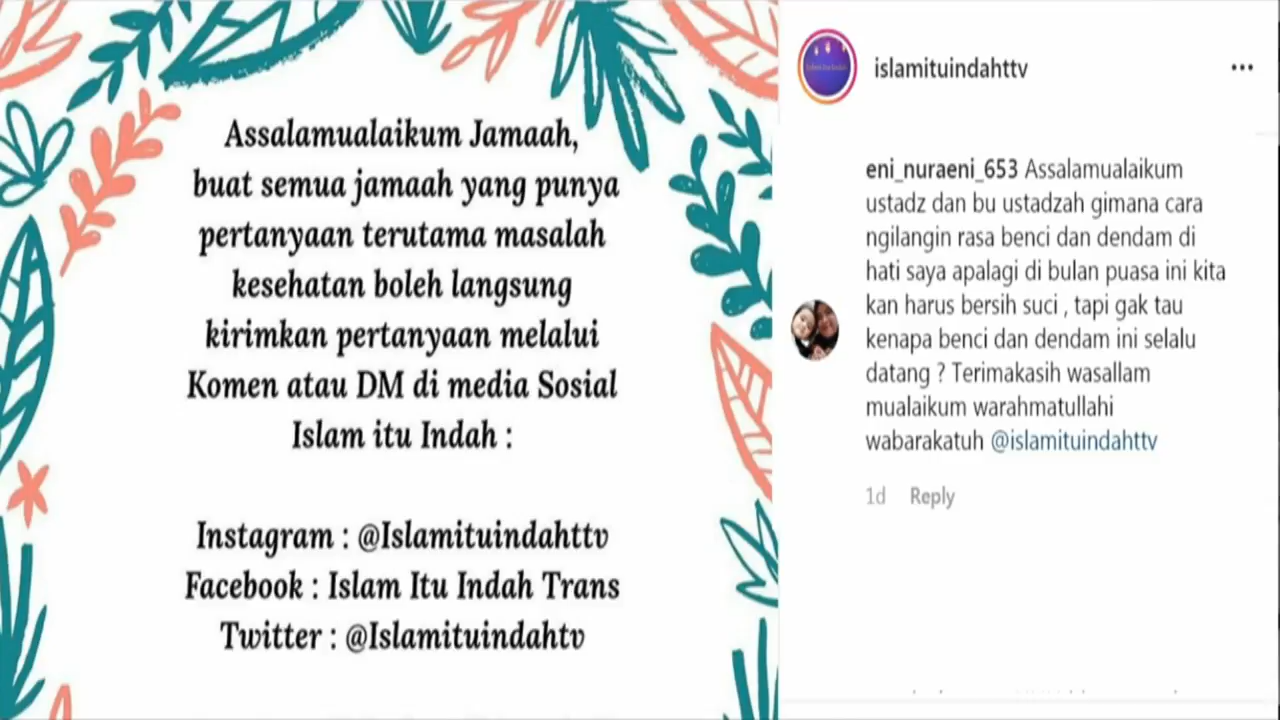 Assalamualaikum Jamaah,
buat semua jamaah yang punya
pertanyaan terutama masalah
kesehatan boleh langsung
kirimkan pertanyaan melalui
Komen atau DM di media Sosial
Islam itu Indah :
Instagram : @Islamituindahttv
Facebook : Islam Itu Indah Trans
Twitter : @Islamituindahtv
islamituindahttv
eni_nuraeni_653 Assalamualaikum
ustadz dan bu ustadzah gimana cara
ngilangin rasa benci dan dendam di
hati saya apalagi di bulan puasa ini kita
kan harus bersih suci , tapi gak tau
kenapa benci dan dendam ini selalu
datang ? Terimakasih wasallam
mualaikum warahmatullahi
wabarakatuh @islamituindahttv
1d Reply